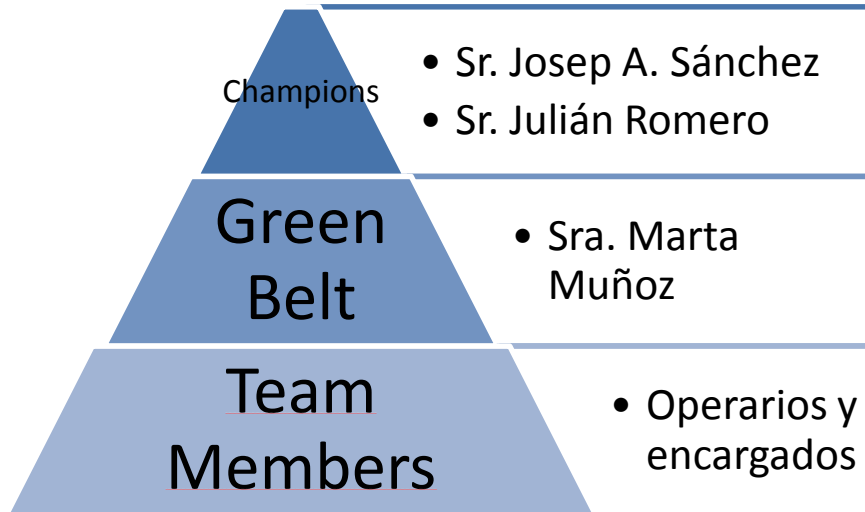 Champions
• Sr. Josep A. Sánchez
• Sr. Julián Romero
Green
Belt
• Sra. Marta
Muñoz
Team
Members
• Operarios y
encargados